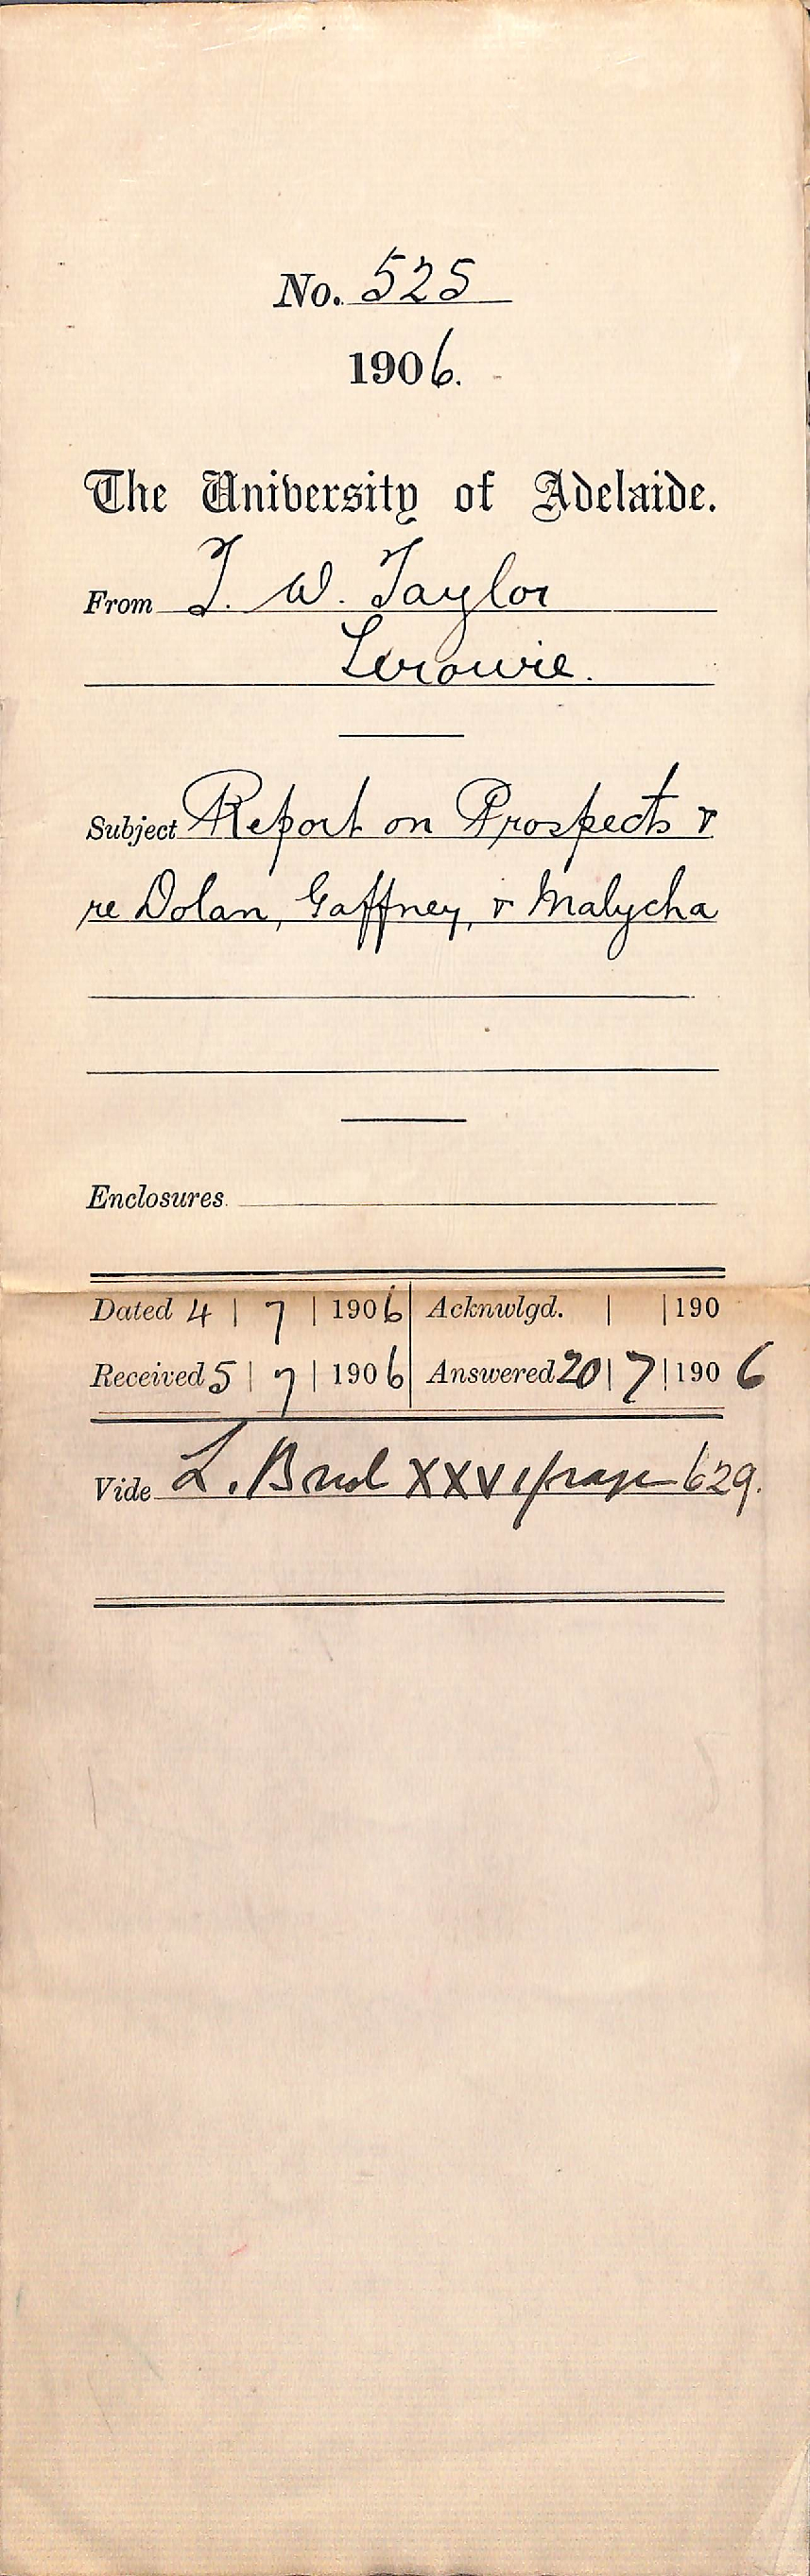 No. 525
1906.
The University of Adelaide.
From T. W. Taylor
Terowie.
Subject Report on Prospects &
re Dolan, Gaffney, & Malycha
Enclosures.
Dated 4 | 7 | 1906 Acknwlgd. | | 190
Received 5 | 7 | 1906 Answered 20 | 7 | 1906
Vide L. Book XXVI page 629.